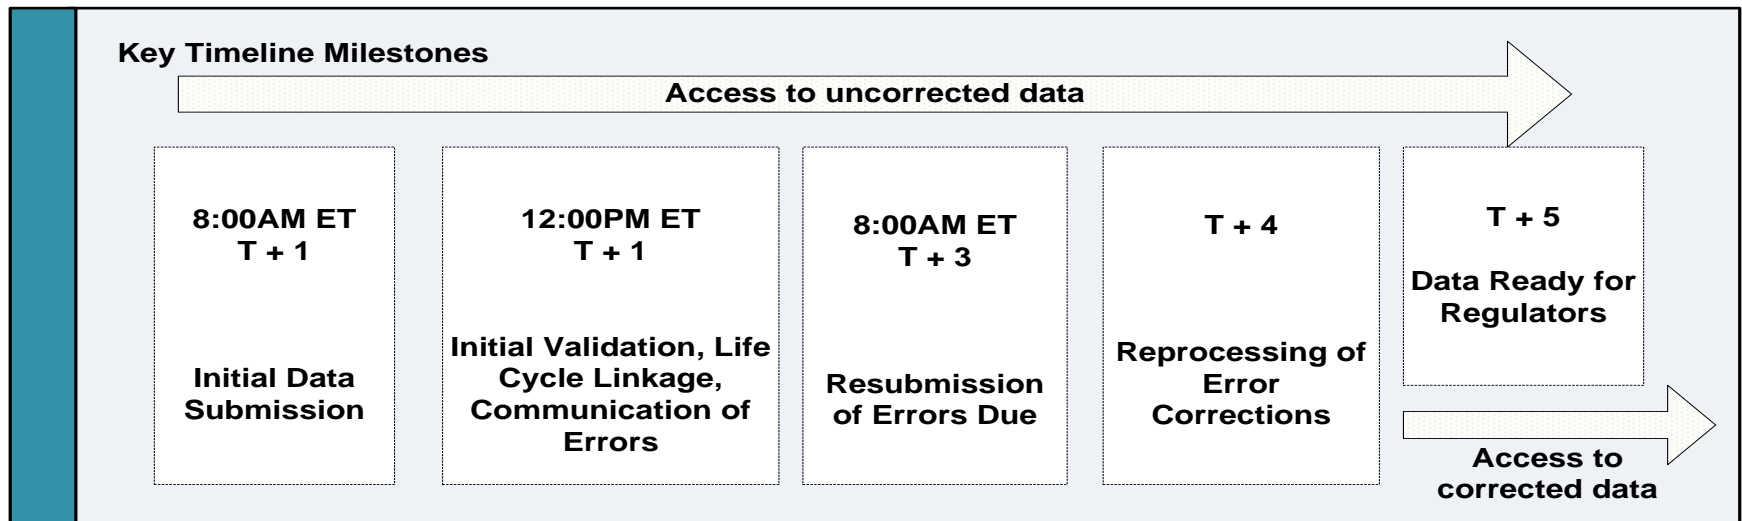 Key Timeline Milestones
Access to uncorrected data
8:00AM ET
T + 1
Initial Data
Submission
12:00PM ET
T + 1
Initial Validation, Life
Cycle Linkage,
Communication of
Errors
8:00AM ET
T + 3
Resubmission
of Errors Due
T + 4
Reprocessing of
Error
Corrections
T + 5
Data Ready for
Regulators
Access to
corrected data